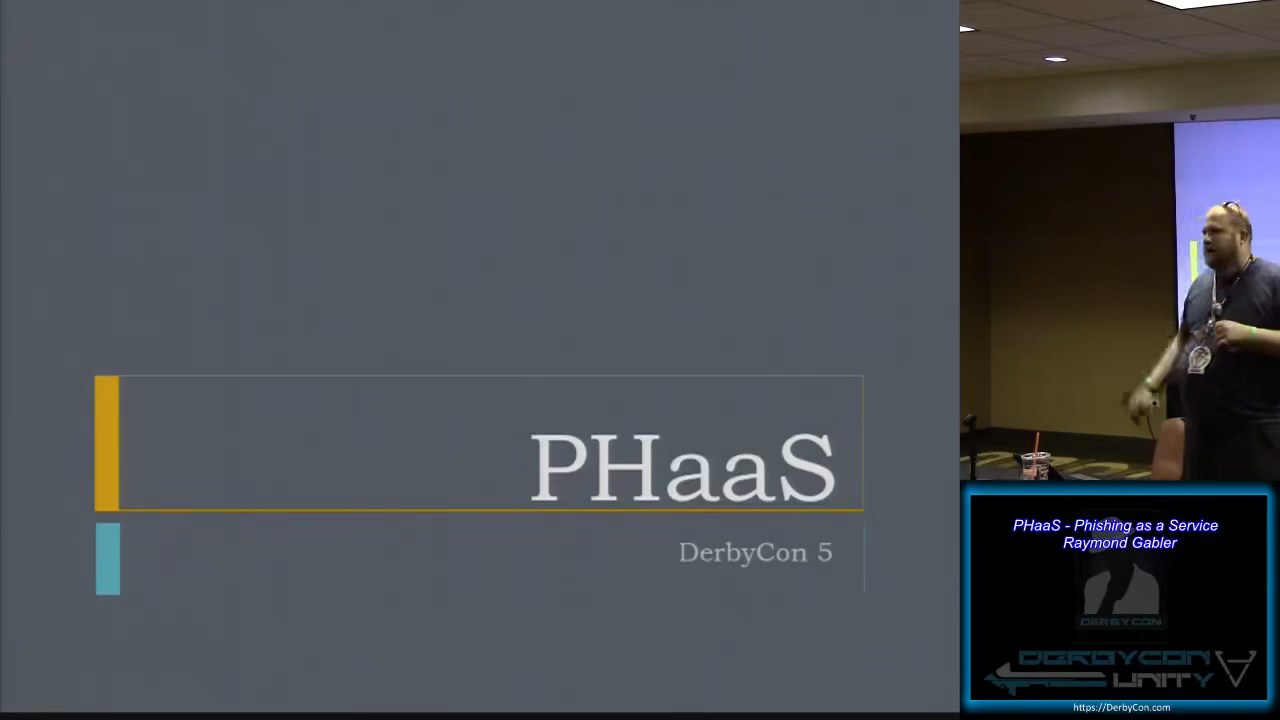 PHaaS
DerbyCon 5
PHaaS - Phishing as a Service
Raymond Gabler
DERBYCON
DERBYCON
UNITY
https://DerbyCon.com